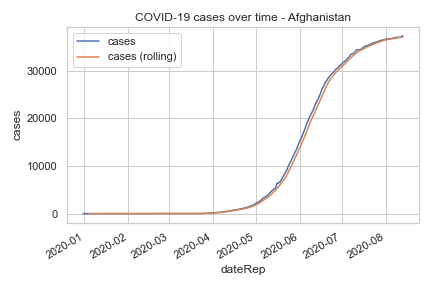 COVID-19 cases over time - Afghanistan
cases
cases (rolling)
30000
20000
10000
0
cases
2020-01
2020-02
2020-03
2020-04
2020-05
2020-06
2020-07
2020-08
dateRep